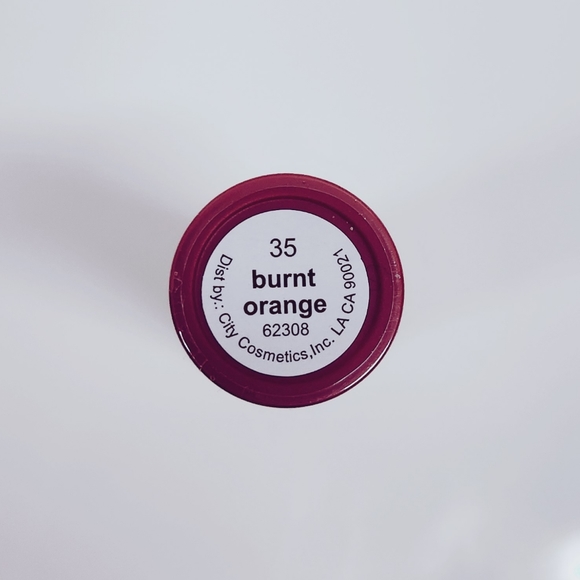 35
burnt
orange
62308
Dist by.: City Cosmetics,Inc. LA CA 90021